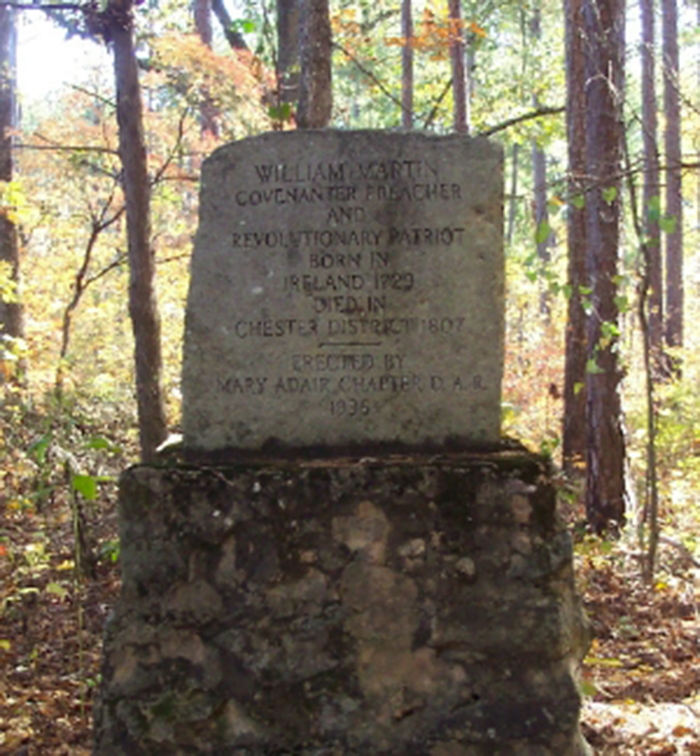 WILLIAM MARTIN
COVENANTER PREACHER
AND
REVOLUTIONARY PATRIOT
BORN IN
IRELAND 1729
DIED IN
CHESTER DISTRICT 1807
ERECTED BY
MARY ADAIR CHAPTER D. A. R.
1936